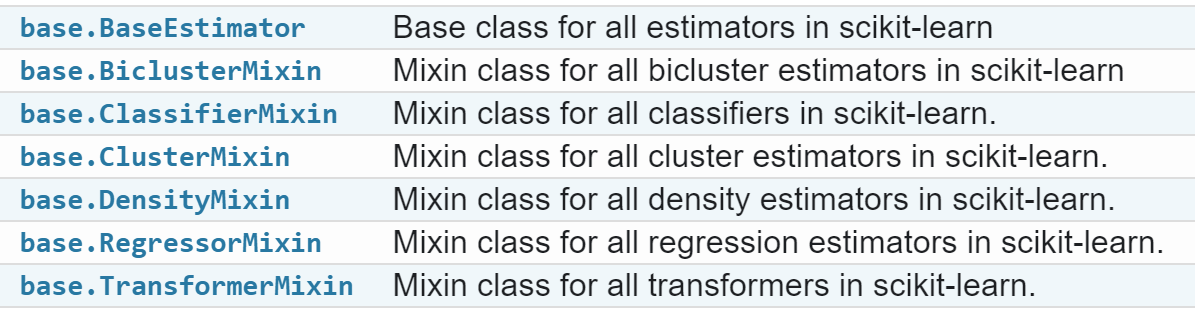 base.BaseEstimator Base class for all estimators in scikit-learn
base.BiclusterMixin Mixin class for all bicluster estimators in scikit-learn
base.ClassifierMixin Mixin class for all classifiers in scikit-learn.
base.ClusterMixin Mixin class for all cluster estimators in scikit-learn.
base.DensityMixin Mixin class for all density estimators in scikit-learn.
base.RegressorMixin Mixin class for all regression estimators in scikit-learn.
base.TransformerMixin Mixin class for all transformers in scikit-learn.